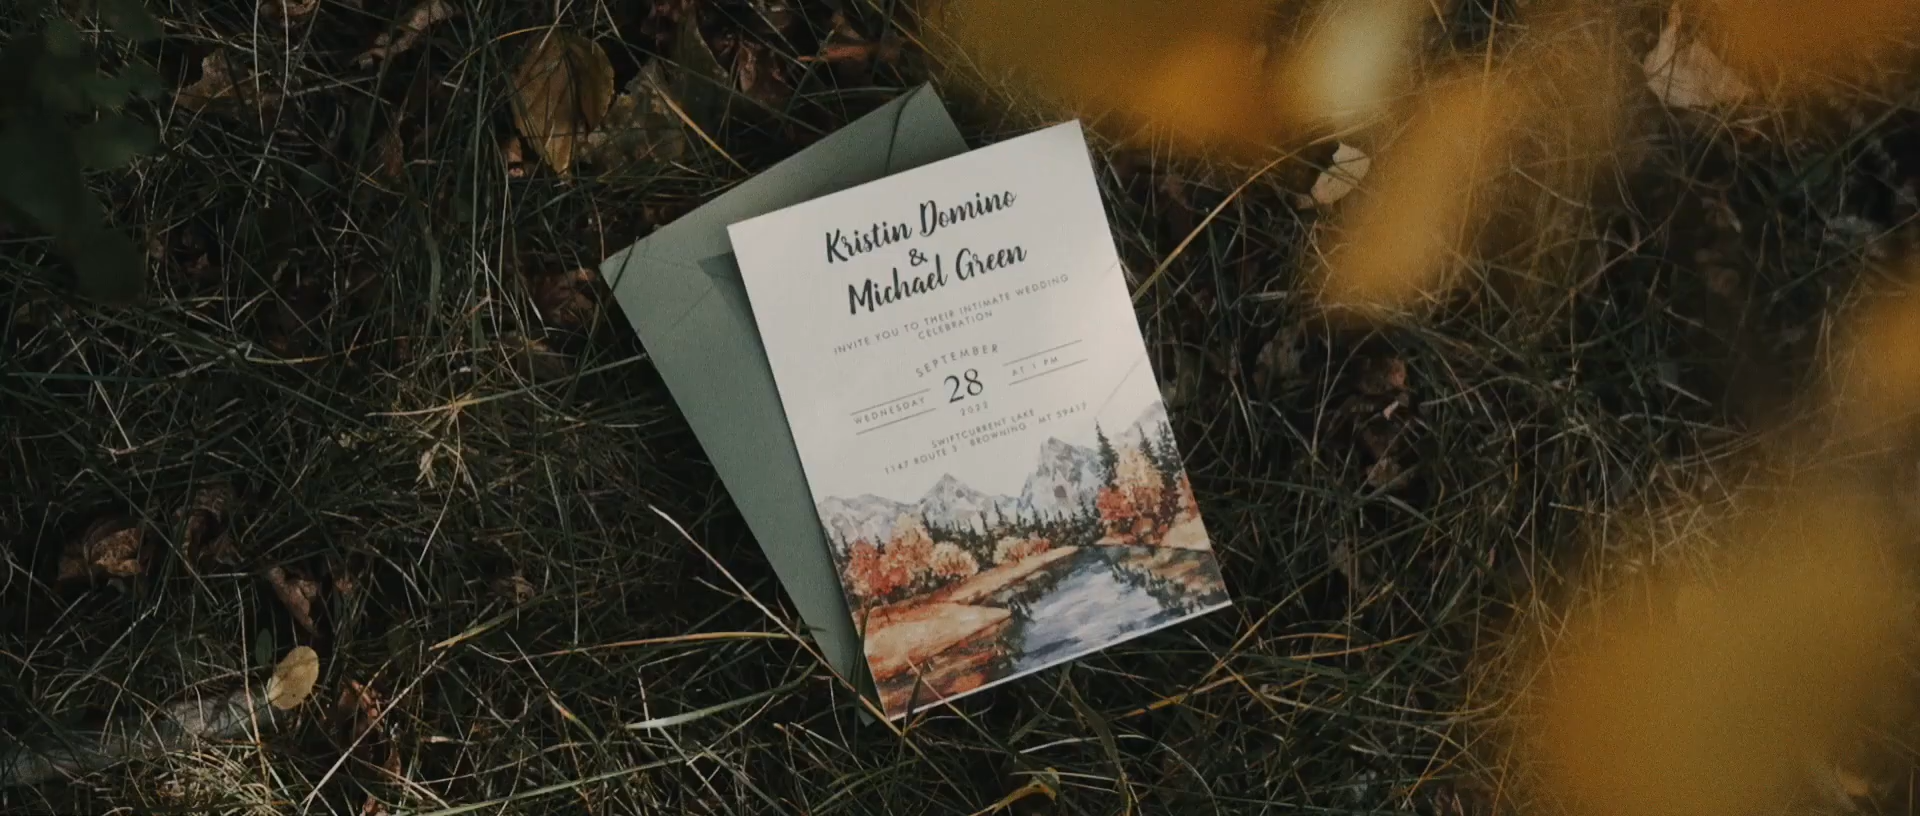 Kristin Domino
&
Michael Green
INVITE YOU TO THEIR INTIMATE WEDDING
CELEBRATION
SEPTEMBER
WEDNESDAY 28 AT 1 PM
2022
SWIFTCURRENT LAKE
1147 ROUTE 3 BROWNING MT 59417